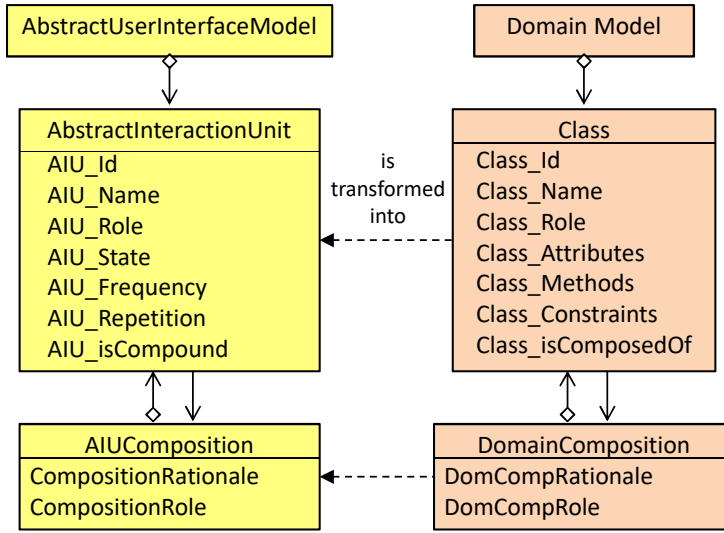 AbstractUserInterfaceModel
Domain Model
AbstractInteractionUnit
AIU_Id
AIU_Name
AIU_Role
AIU_State
AIU_Frequency
AIU_Repetition
AIU_isCompound
is
transformed
into
Class
Class_Id
Class_Name
Class_Role
Class_Attributes
Class_Methods
Class_Constraints
Class_isComposedOf
AIUComposition
CompositionRationale
CompositionRole
DomainComposition
DomCompRationale
DomCompRole